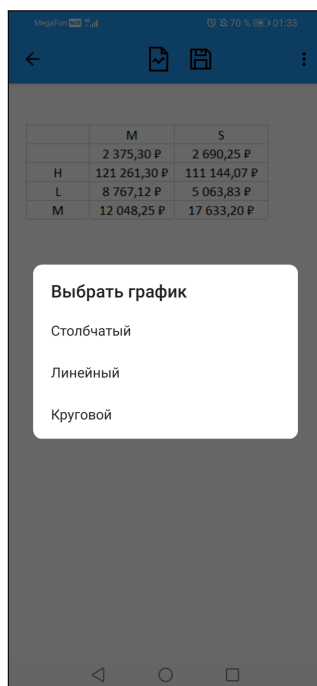 MegaFon 70 % 01:33
M S
2 375,30 ₽ 2 690,25 ₽
H 121 261,30 ₽ 111 144,07 ₽
L 8 767,12 ₽ 5 063,83 ₽
M 12 048,25 ₽ 17 633,20 ₽
Выбрать график
Столбчатый
Линейный
Круговой